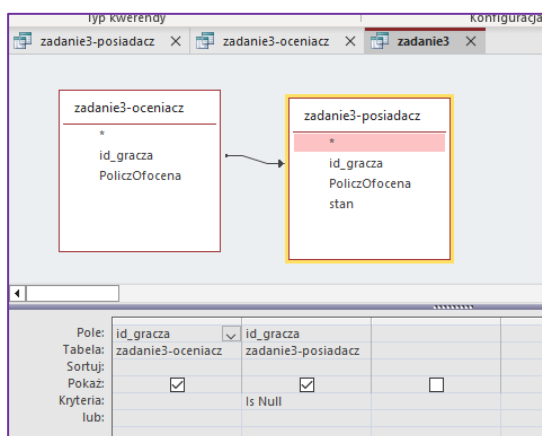 Typ kwerendy
Konfiguracja
zadanie3-posiadacz × zadanie3-oceniacz × zadanie3 ×
zadanie3-oceniacz
*
id_gracza
PoliczOfocena
zadanie3-posiadacz
*
id_gracza
PoliczOfocena
stan
Pole: id_gracza id_gracza
Tabela: zadanie3-oceniacz zadanie3-posiadacz
Sortuj:
Pokaż:
Kryteria: Is Null
lub: